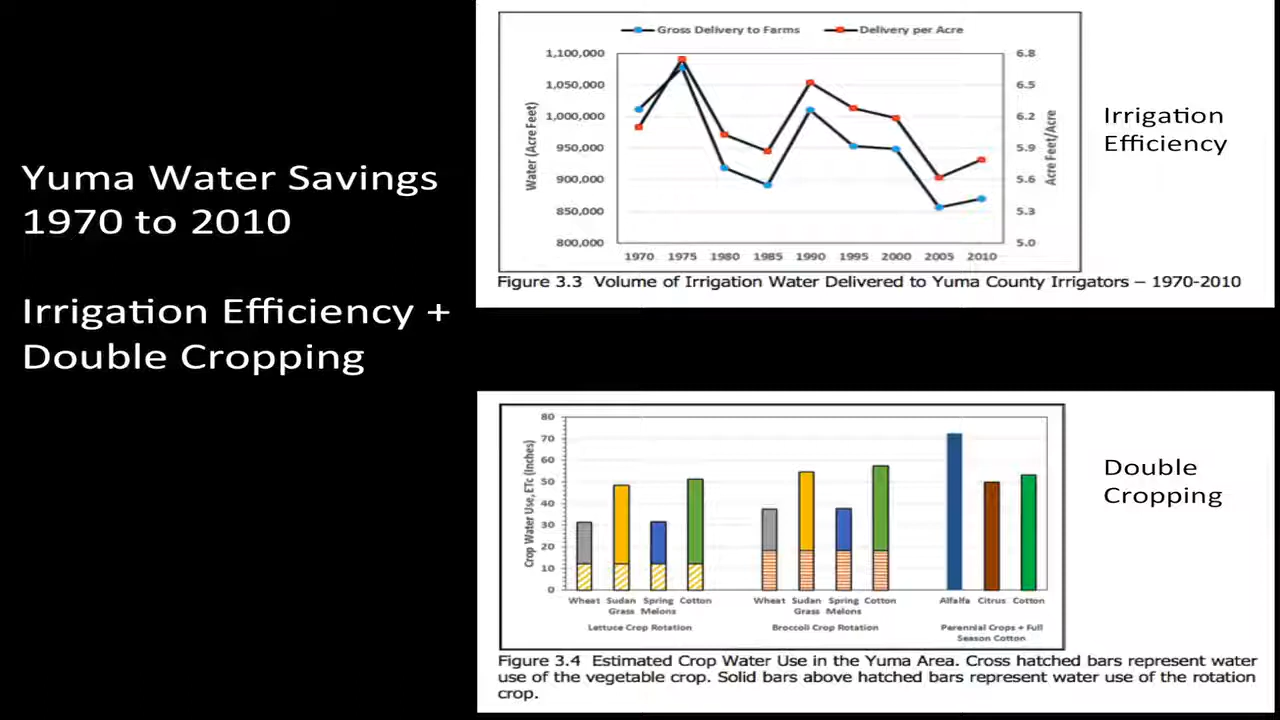 Yuma Water Savings
1970 to 2010
Irrigation Efficiency +
Double Cropping
Gross Delivery to Farms
Delivery per Acre
Water (Acre Feet)
1,100,000
1,050,000
1,000,000
950,000
900,000
850,000
800,000
6.8
6.5
6.2
5.9
5.6
5.3
5.0
Acre Feet/Acre
1970 1975 1980 1985 1990 1995 2000 2005 2010
Figure 3.3 Volume of Irrigation Water Delivered to Yuma County Irrigators – 1970-2010
Irrigation
Efficiency
Crop Water Use, ETc (Inches)
80
70
60
50
40
30
20
10
0
Wheat Sudan Spring Cotton Wheat Sudan Spring Cotton Alfalfa Citrus Cotton
Grass Melons Grass Melons
Lettuce Crop Rotation Broccoli Crop Rotation Perennial Crops + Full
Season Cotton
Figure 3.4 Estimated Crop Water Use in the Yuma Area. Cross hatched bars represent water
use of the vegetable crop. Solid bars above hatched bars represent water use of the rotation
crop.
Double
Cropping